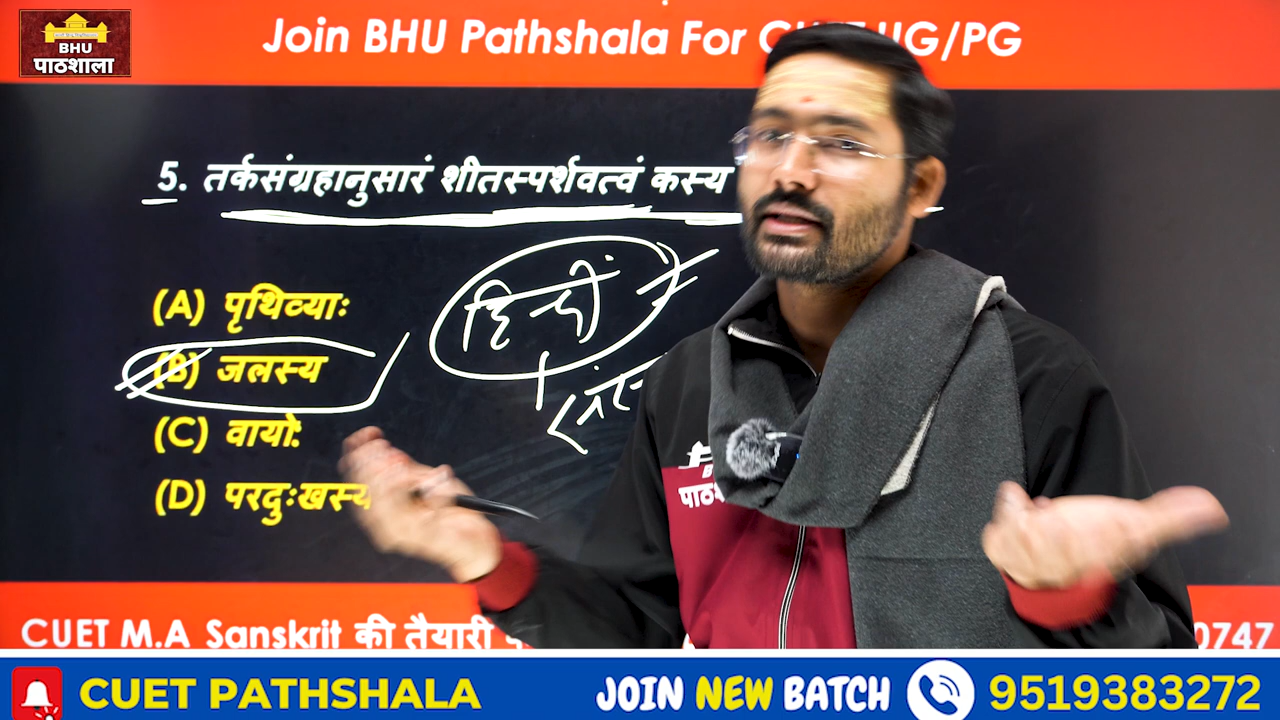 Join BHU Pathshala For CUET UG/PG
BHU
पाठशाला
5. तर्कसंग्रहानुसारं शीतस्पर्शवत्वं कस्य
(A) पृथिव्याः
हिन्दी
(B) जलस्य
(C) वायोः
(D) परदुःखस्य
पाठ
CUET M.A Sanskrit की तैयारी
0747
CUET PATHSHALA
JOIN NEW BATCH
9519383272